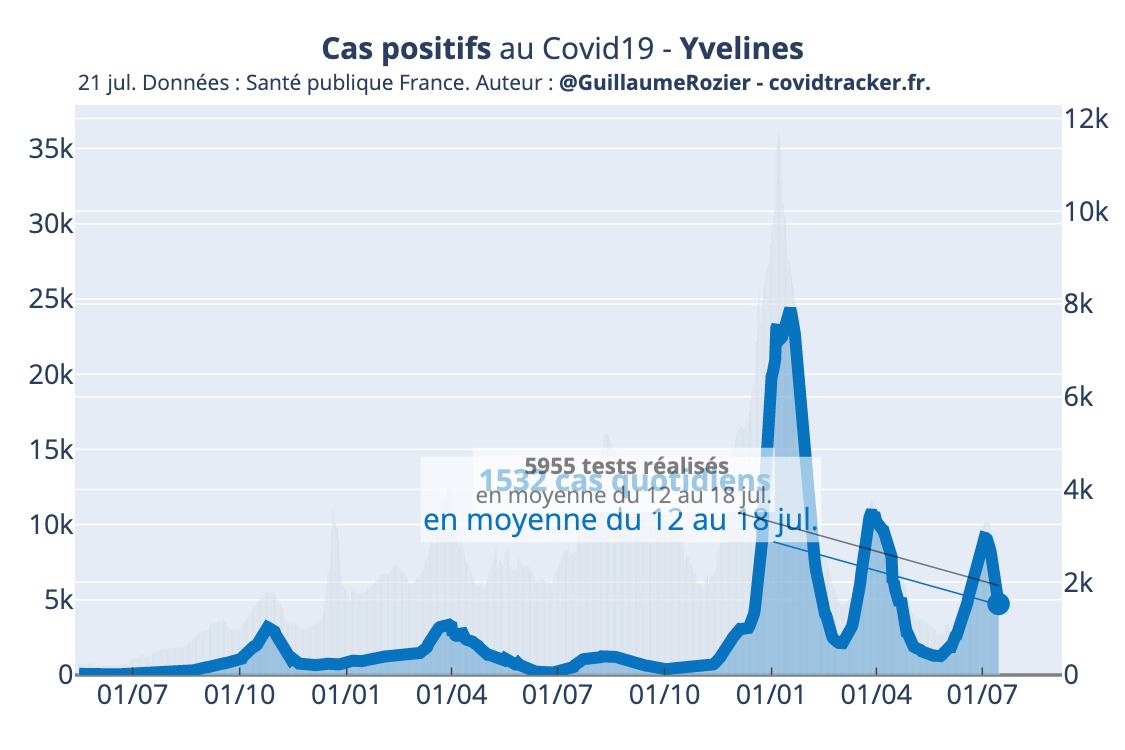 Cas positifs au Covid19 - Yvelines
21 jul. Données : Santé publique France. Auteur : @GuillaumeRozier - covidtracker.fr.
12k
35k
10k
30k
25k
8k
20k
6k
15k
5955 tests réalisés
1532 cas quotidiens
en moyenne du 12 au 18 jul.
4k
en moyenne du 12 au 18 jul.
10k
2k
5k
0
0
01/07 01/10 01/01 01/04 01/07 01/10 01/01 01/04 01/07